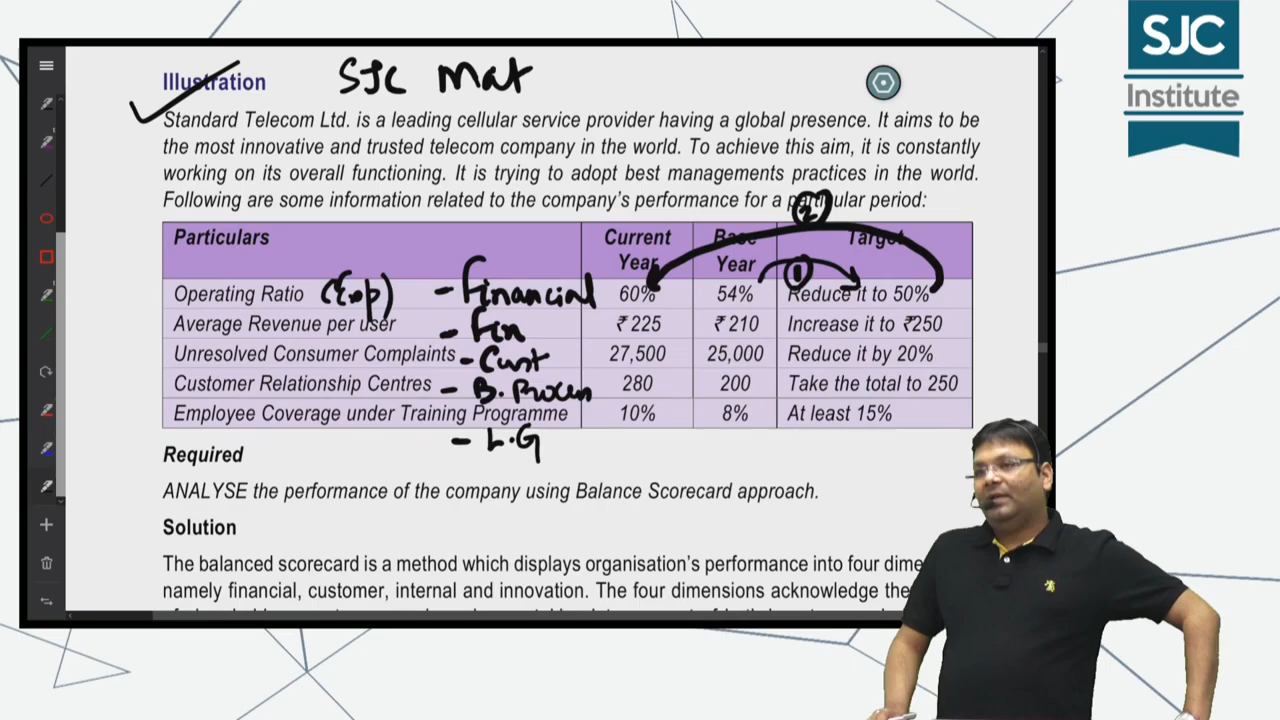 SJC
Institute
Illustration SJC Mat
Standard Telecom Ltd. is a leading cellular service provider having a global presence. It aims to be
the most innovative and trusted telecom company in the world. To achieve this aim, it is constantly
working on its overall functioning. It is trying to adopt best managements practices in the world.
Following are some information related to the company's performance for a particular period:
Particulars Current Year Base Year Target
② ①
Operating Ratio (Exp) - Financial 60% 54% Reduce it to 50%
Average Revenue per user - Fin ₹225 ₹210 Increase it to ₹250
Unresolved Consumer Complaints - Cust 27,500 25,000 Reduce it by 20%
Customer Relationship Centres - B. Process 280 200 Take the total to 250
Employee Coverage under Training Programme 10% 8% At least 15%
- L.G
Required
ANALYSE the performance of the company using Balance Scorecard approach.
Solution
The balanced scorecard is a method which displays organisation's performance into four
namely financial, customer, internal and innovation. The four dimensions acknowledge the